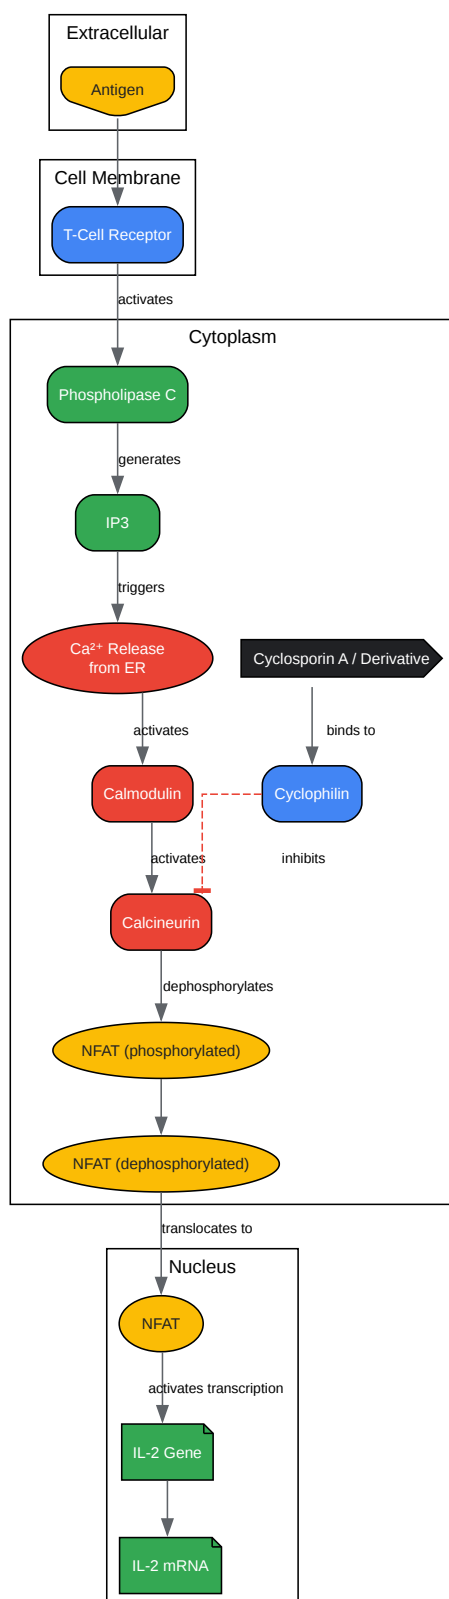 Extracellular
Antigen
Cell Membrane
T-Cell Receptor
activates
Cytoplasm
Phospholipase C
generates
IP3
triggers
Ca²⁺ Release
from ER
Cyclosporin A / Derivative
activates
binds to
Calmodulin
Cyclophilin
activates
inhibits
Calcineurin
dephosphorylates
NFAT (phosphorylated)
NFAT (dephosphorylated)
translocates to
Nucleus
NFAT
activates transcription
IL-2 Gene
IL-2 mRNA